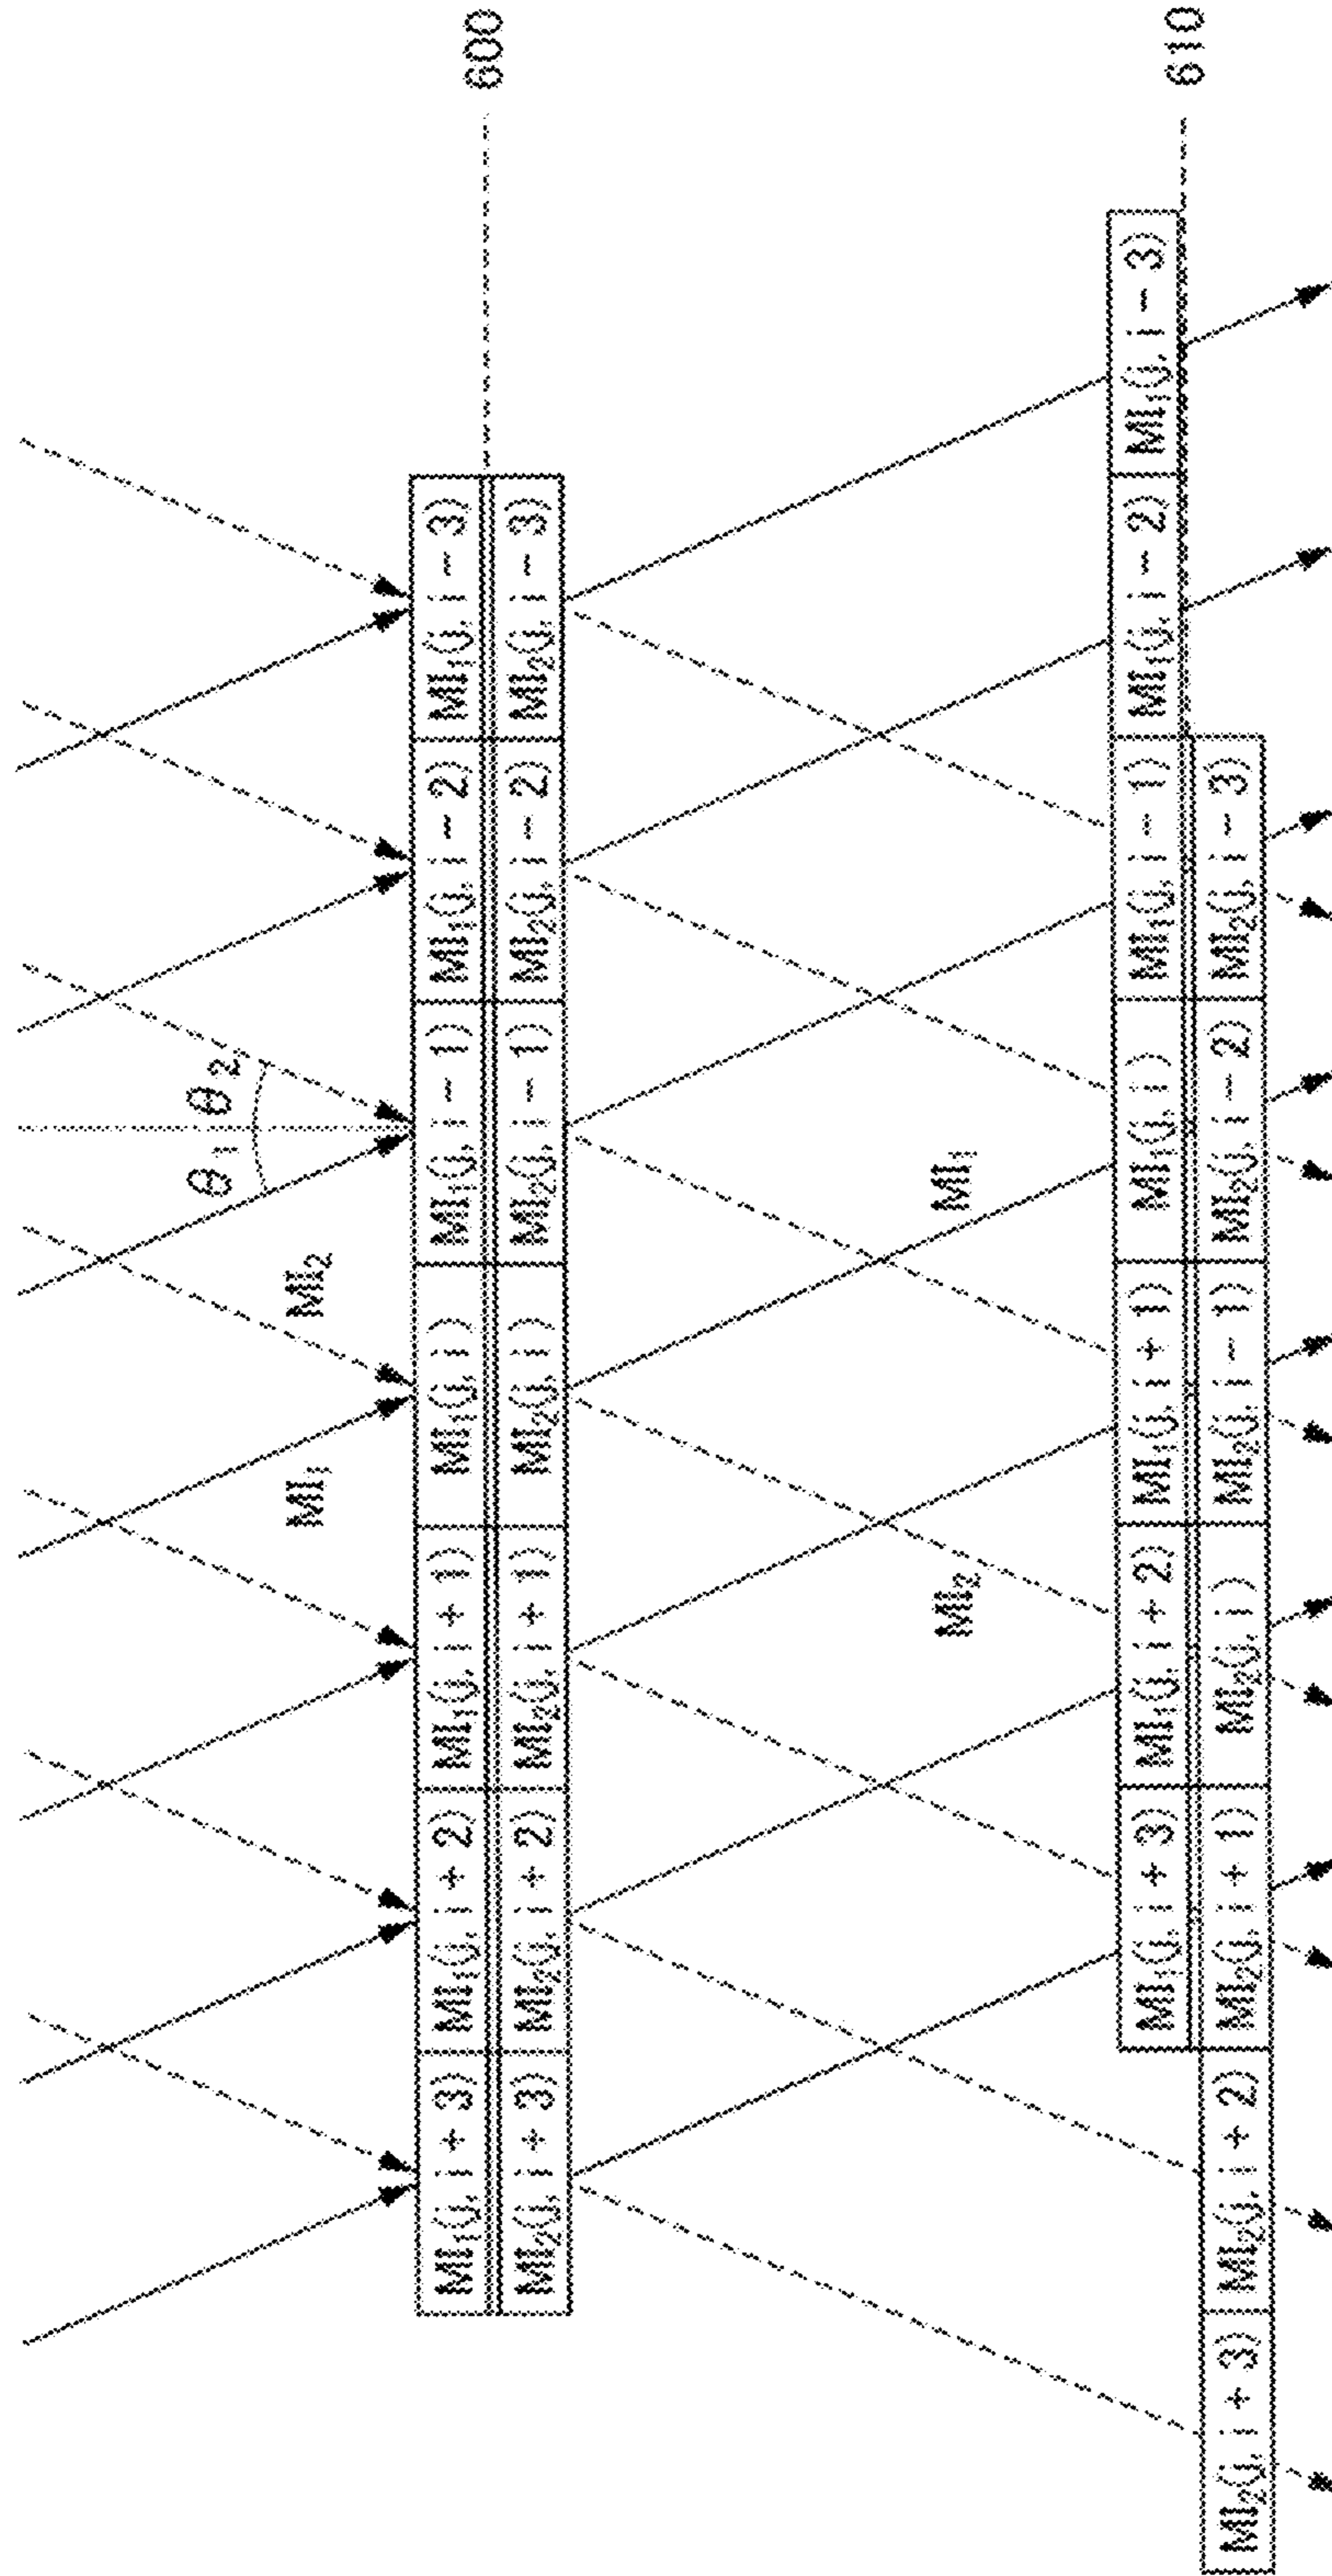 θ₁ θ₂
MI₁ MI₂
MI₁(j, i + 3) MI₁(j, i + 2) MI₁(j, i + 1) MI₁(j, i) MI₁(j, i − 1) MI₁(j, i − 2) MI₁(j, i − 3)
600
MI₂(j, i + 3) MI₂(j, i + 2) MI₂(j, i + 1) MI₂(j, i) MI₂(j, i − 1) MI₂(j, i − 2) MI₂(j, i − 3)
MI₂ MI₁
MI₁(j, i + 3) MI₁(j, i + 2) MI₁(j, i + 1) MI₁(j, i) MI₁(j, i − 1) MI₁(j, i − 2) MI₁(j, i − 3)
610
MI₂(j, i + 3) MI₂(j, i + 2) MI₂(j, i + 1) MI₂(j, i) MI₂(j, i − 1) MI₂(j, i − 2) MI₂(j, i − 3)